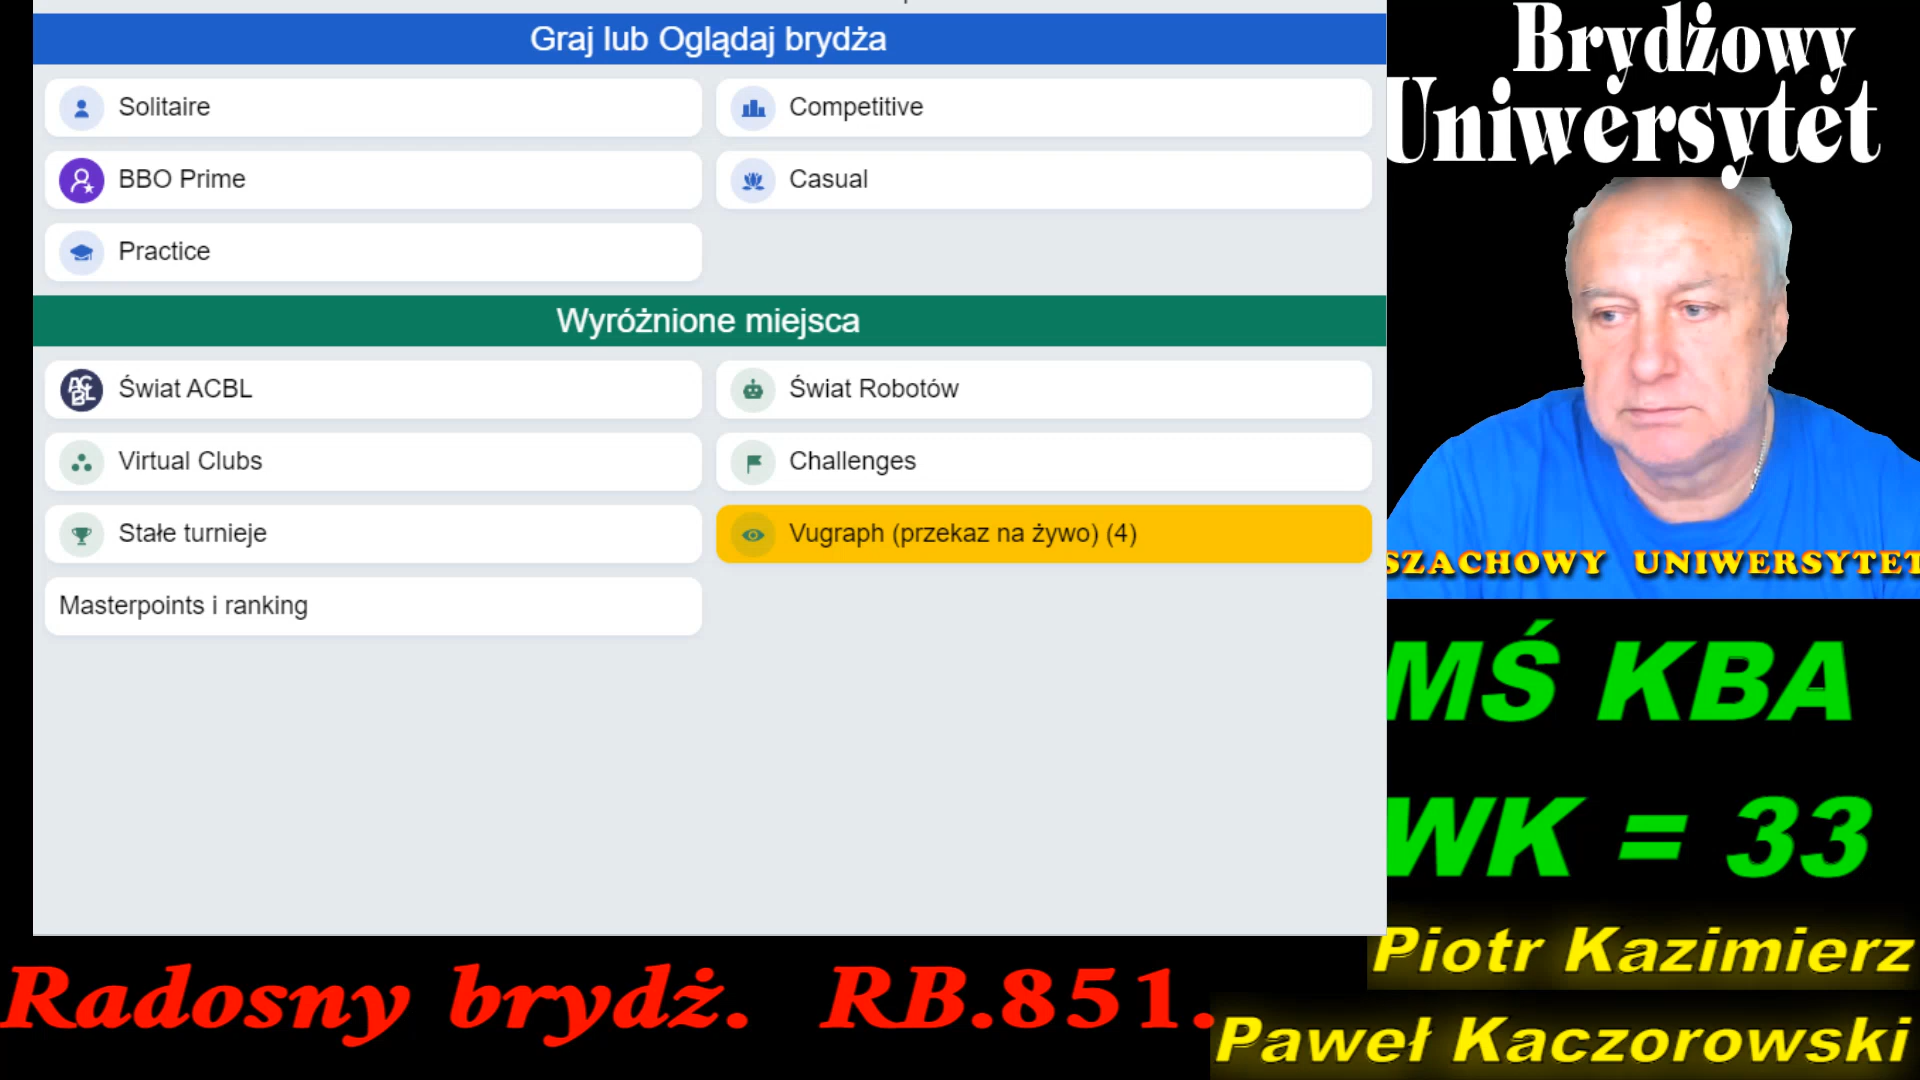 Graj lub Oglądaj brydża
Solitaire
Competitive
BBO Prime
Casual
Practice
Wyróżnione miejsca
ACBL
Świat ACBL
Świat Robotów
Virtual Clubs
Challenges
Stałe turnieje
Vugraph (przekaz na żywo) (4)
Masterpoints i ranking
Brydżowy
Uniwersytet
SZACHOWY UNIWERSYTET
MŚ KBA
WK = 33
Piotr Kazimierz
Paweł Kaczorowski
Radosny brydż. RB.851.